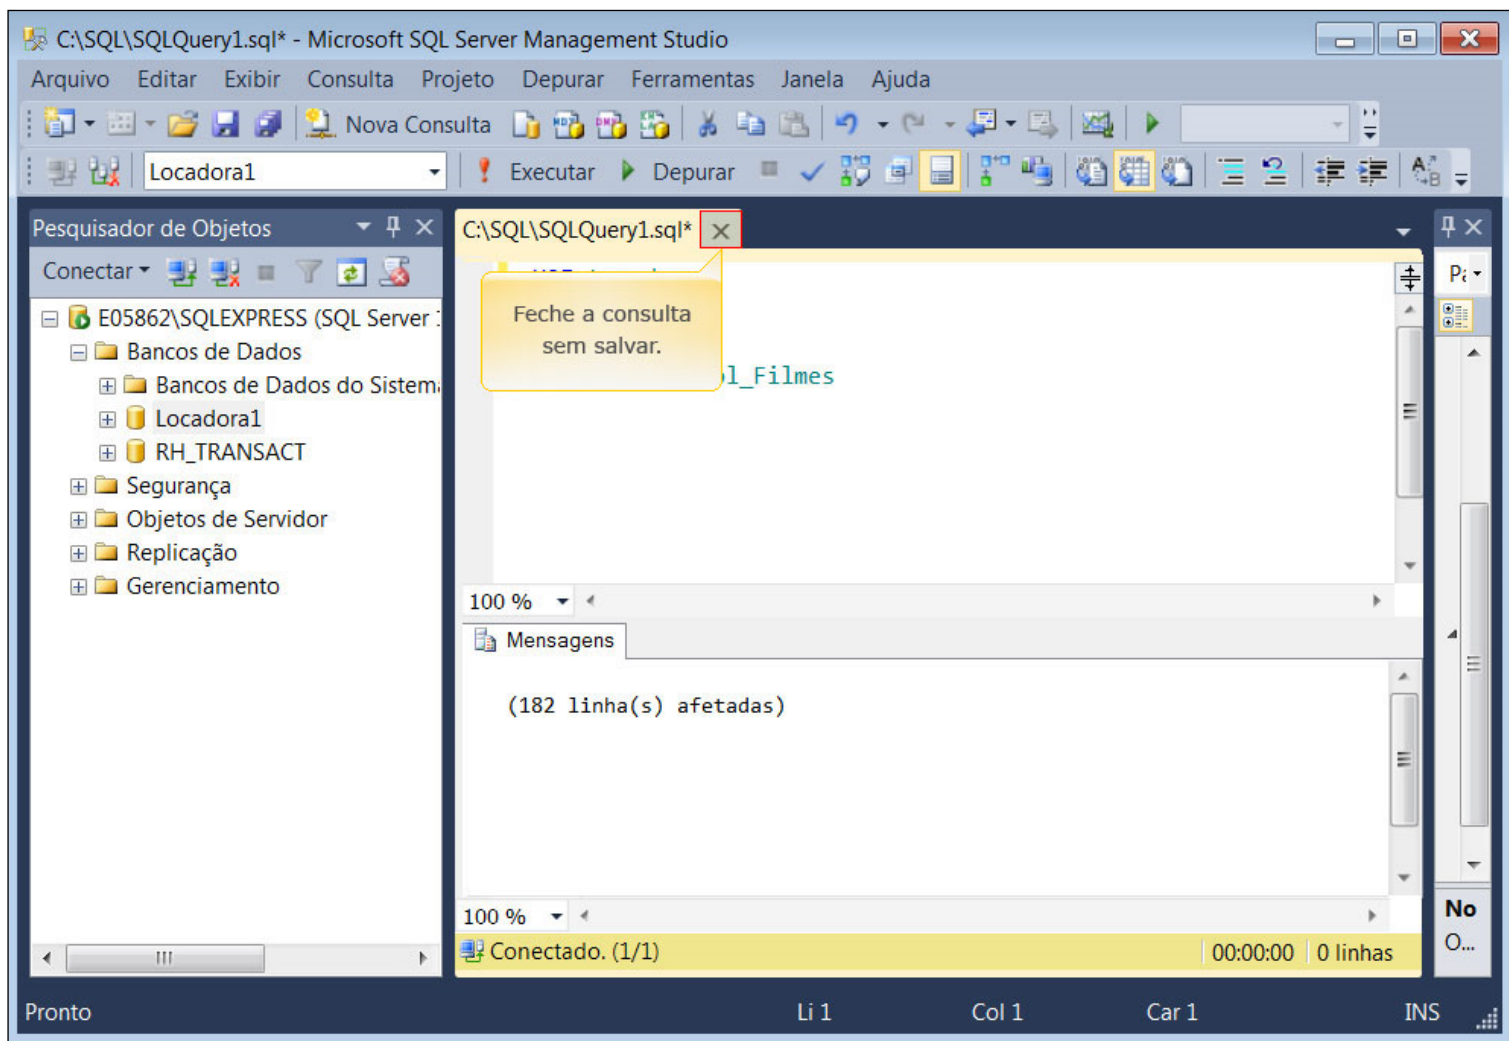 C:\SQL\SQLQuery1.sql* - Microsoft SQL Server Management Studio
Arquivo Editar Exibir Consulta Projeto Depurar Ferramentas Janela Ajuda
Nova Consulta
Locadora1 Executar Depurar
Pesquisador de Objetos
C:\SQL\SQLQuery1.sql*
Conectar
Feche a consulta
sem salvar.
E05862\SQLEXPRESS (SQL Server
Bancos de Dados
Bancos de Dados do Sistema
_Filmes
Locadora1
RH_TRANSACT
Segurança
Objetos de Servidor
Replicação
Gerenciamento
100 %
Mensagens
(182 linha(s) afetadas)
100 %
Conectado. (1/1) 00:00:00 0 linhas
No
O...
Pronto Li 1 Col 1 Car 1 INS